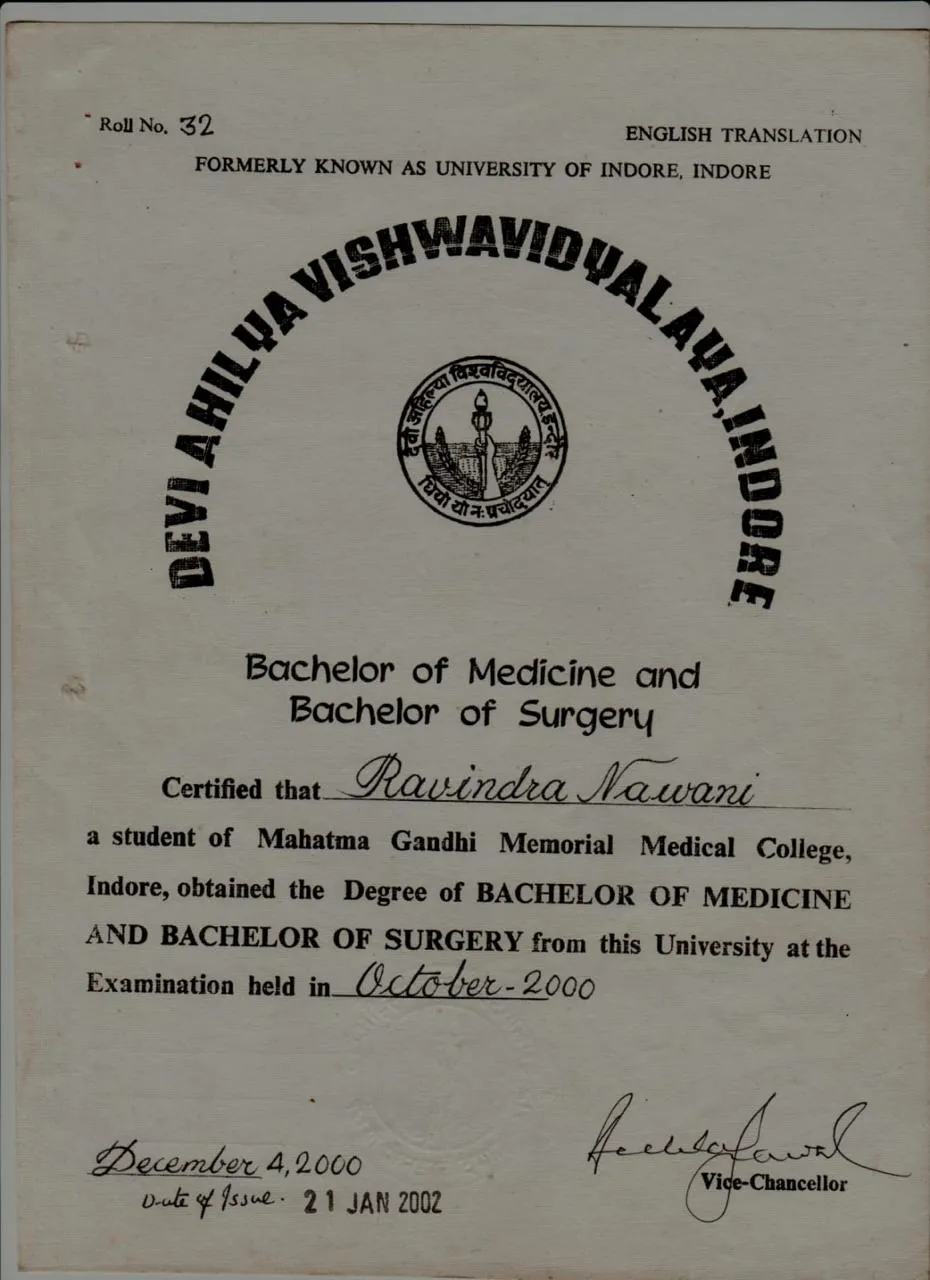 Roll No. 32
ENGLISH TRANSLATION
FORMERLY KNOWN AS UNIVERSITY OF INDORE, INDORE
DEVI AHILYA VISHWAVIDYALAYA, INDORE
देवी अहिल्या विश्वविद्यालय इन्दौर
धियो यो नः प्रचोदयात्
Bachelor of Medicine and
Bachelor of Surgery
Certified that Ravindra Nawani
a student of Mahatma Gandhi Memorial Medical College,
Indore, obtained the Degree of BACHELOR OF MEDICINE
AND BACHELOR OF SURGERY from this University at the
Examination held in October-2000
December 4, 2000
Date of Issue. 21 JAN 2002
Vice-Chancellor